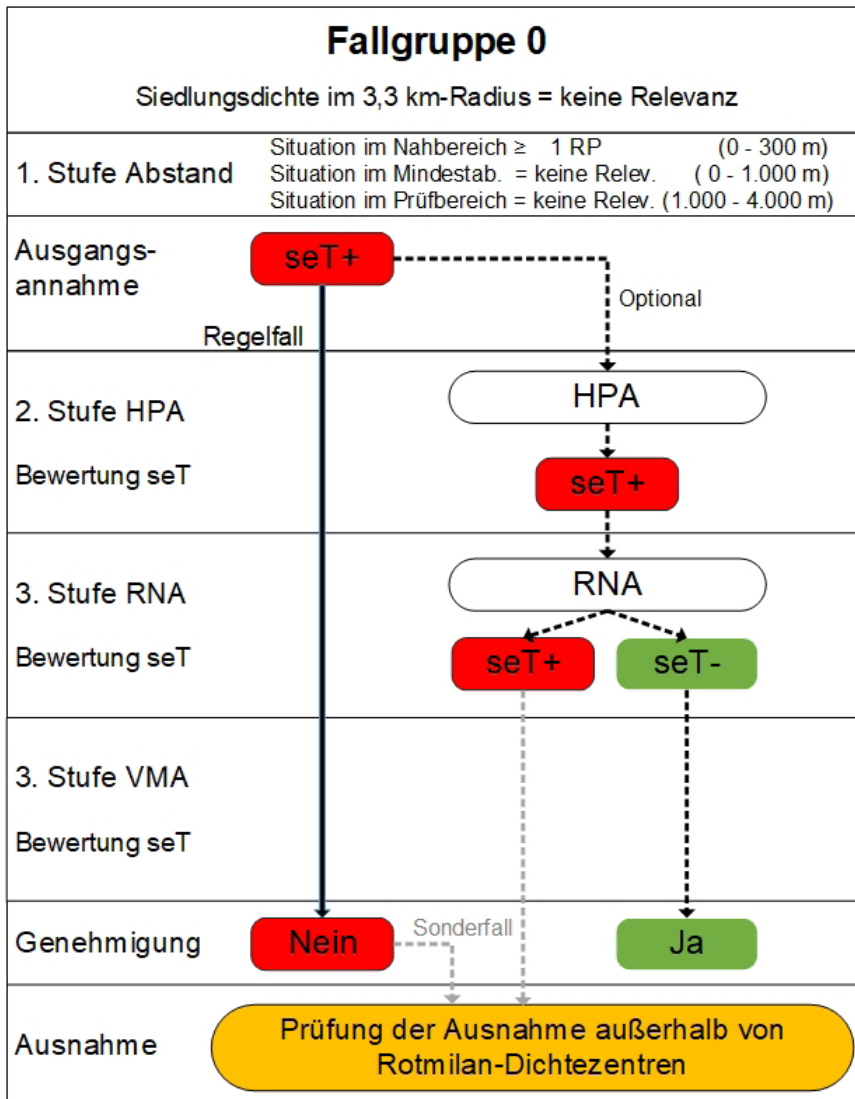 Fallgruppe 0
Siedlungsdichte im 3,3 km-Radius = keine Relevanz
1. Stufe Abstand
Situation im Nahbereich ≥ 1 RP (0 - 300 m)
Situation im Mindestab. = keine Relev. ( 0 - 1.000 m)
Situation im Prüfbereich = keine Relev. (1.000 - 4.000 m)
Ausgangs-
annahme
seT+
Optional
Regelfall
2. Stufe HPA
HPA
Bewertung seT
seT+
3. Stufe RNA
RNA
Bewertung seT
seT+ seT-
3. Stufe VMA
Bewertung seT
Genehmigung
Nein
Sonderfall
Ja
Ausnahme
Prüfung der Ausnahme außerhalb von
Rotmilan-Dichtezentren